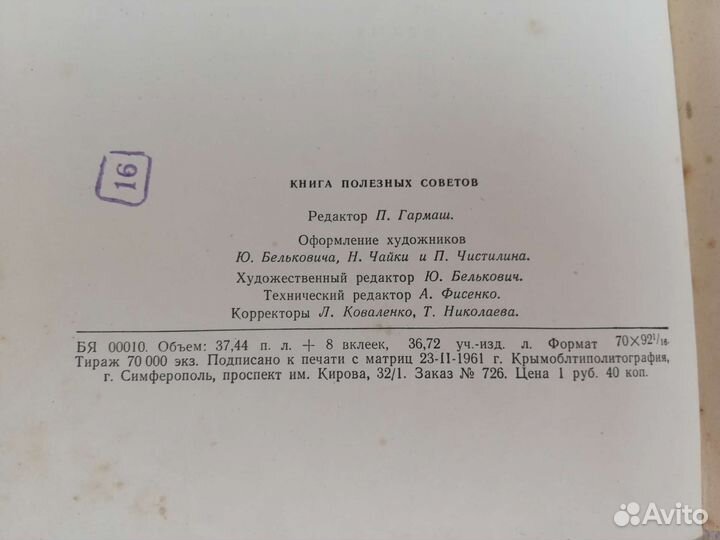 16
КНИГА ПОЛЕЗНЫХ СОВЕТОВ
Редактор П. Гармаш.
Оформление художников
Ю. Бельковича, Н. Чайки и П. Чистилина.
Художественный редактор Ю. Белькович.
Технический редактор А. Фисенко.
Корректоры Л. Коваленко, Т. Николаева.
БЯ 00010. Объем: 37,44 п. л. + 8 вклеек, 36,72 уч.-изд. л. Формат 70×92¹/₁₆.
Тираж 70 000 экз. Подписано к печати с матриц 23-II-1961 г. Крымоблтиполитография,
г. Симферополь, проспект им. Кирова, 32/1. Заказ № 726. Цена 1 руб. 40 коп.
Avito